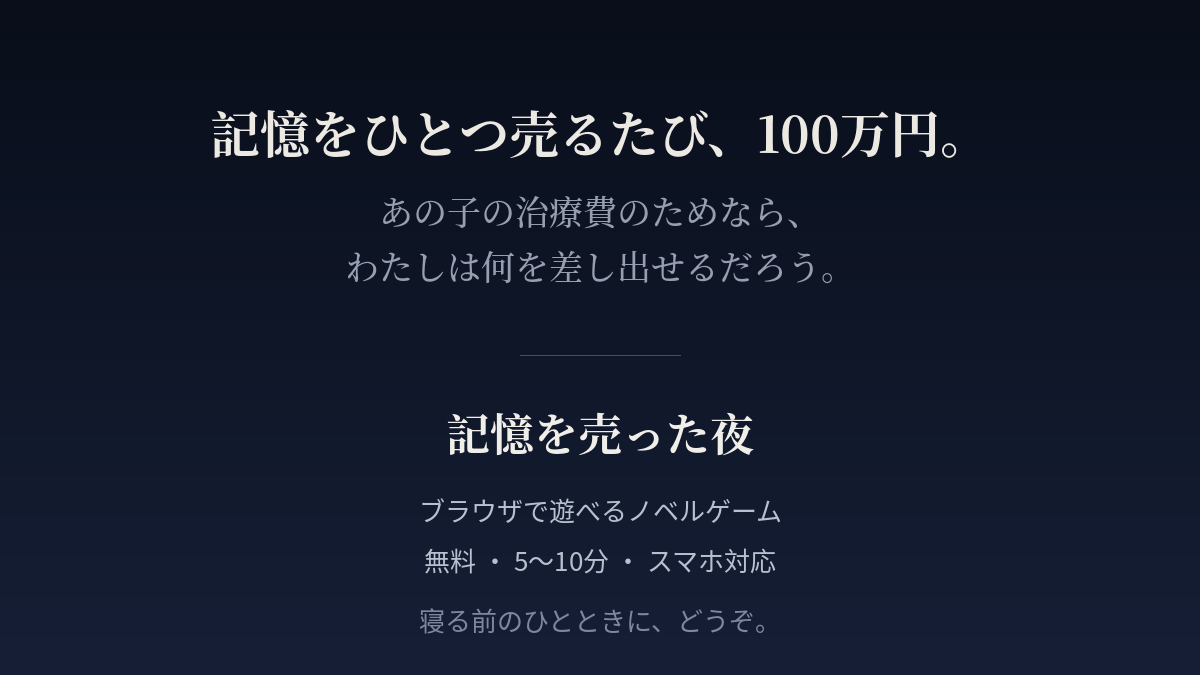 記憶をひとつ売るたび、100万円。
あの子の治療費のためなら、
わたしは何を差し出せるだろう。
記憶を売った夜
ブラウザで遊べるノベルゲーム
無料 ・ 5〜10分 ・ スマホ対応
寝る前のひとときに、どうぞ。